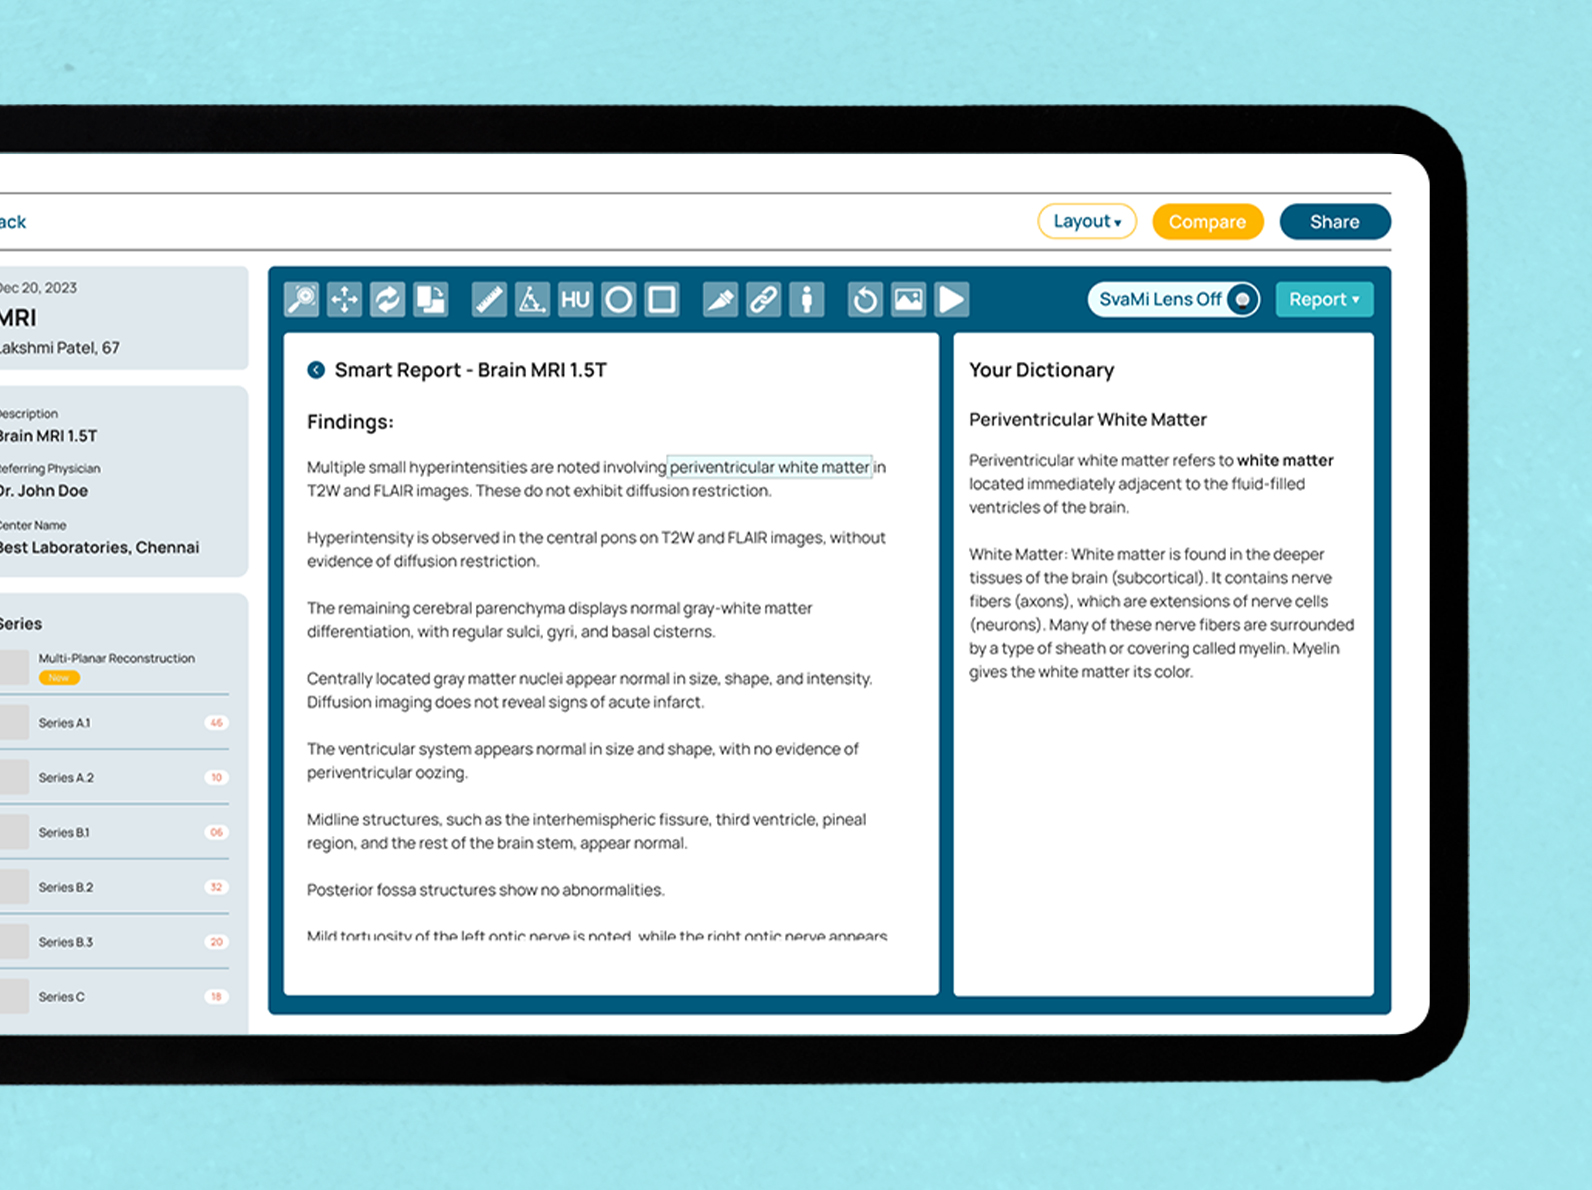 ack
Layout ▾
Compare
Share
Dec 20, 2023
MRI
Lakshmi Patel, 67
Description
Brain MRI 1.5T
Referring Physician
Dr. John Doe
Center Name
Best Laboratories, Chennai
Series
Multi-Planar Reconstruction
New
Series A.1
46
Series A.2
10
Series B.1
06
Series B.2
32
Series B.3
20
Series C
18
HU
SvaMi Lens Off
Report ▾
Smart Report - Brain MRI 1.5T
Findings:
Multiple small hyperintensities are noted involving periventricular white matter in
T2W and FLAIR images. These do not exhibit diffusion restriction.
Hyperintensity is observed in the central pons on T2W and FLAIR images, without
evidence of diffusion restriction.
The remaining cerebral parenchyma displays normal gray-white matter
differentiation, with regular sulci, gyri, and basal cisterns.
Centrally located gray matter nuclei appear normal in size, shape, and intensity.
Diffusion imaging does not reveal signs of acute infarct.
The ventricular system appears normal in size and shape, with no evidence of
periventricular oozing.
Midline structures, such as the interhemispheric fissure, third ventricle, pineal
region, and the rest of the brain stem, appear normal.
Posterior fossa structures show no abnormalities.
Mild tortuosity of the left optic nerve is noted, while the right optic nerve appears
Your Dictionary
Periventricular White Matter
Periventricular white matter refers to white matter
located immediately adjacent to the fluid-filled
ventricles of the brain.
White Matter: White matter is found in the deeper
tissues of the brain (subcortical). It contains nerve
fibers (axons), which are extensions of nerve cells
(neurons). Many of these nerve fibers are surrounded
by a type of sheath or covering called myelin. Myelin
gives the white matter its color.